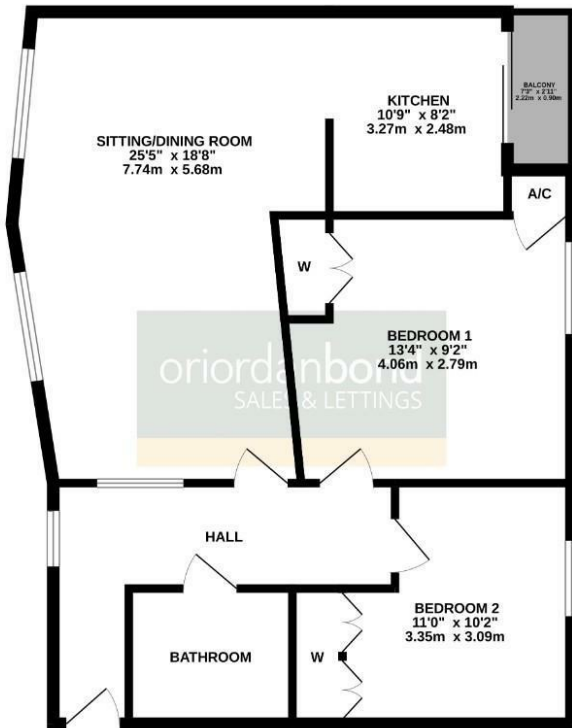 BALCONY
7'3" x 2'11"
2.22m x 0.90m
KITCHEN
10'9" x 8'2"
3.27m x 2.48m
SITTING/DINING ROOM
25'5" x 18'8"
7.74m x 5.68m
A/C
W
BEDROOM 1
13'4" x 9'2"
4.06m x 2.79m
oriordanbond
SALES & LETTINGS
HALL
BEDROOM 2
11'0" x 10'2"
3.35m x 3.09m
BATHROOM
W